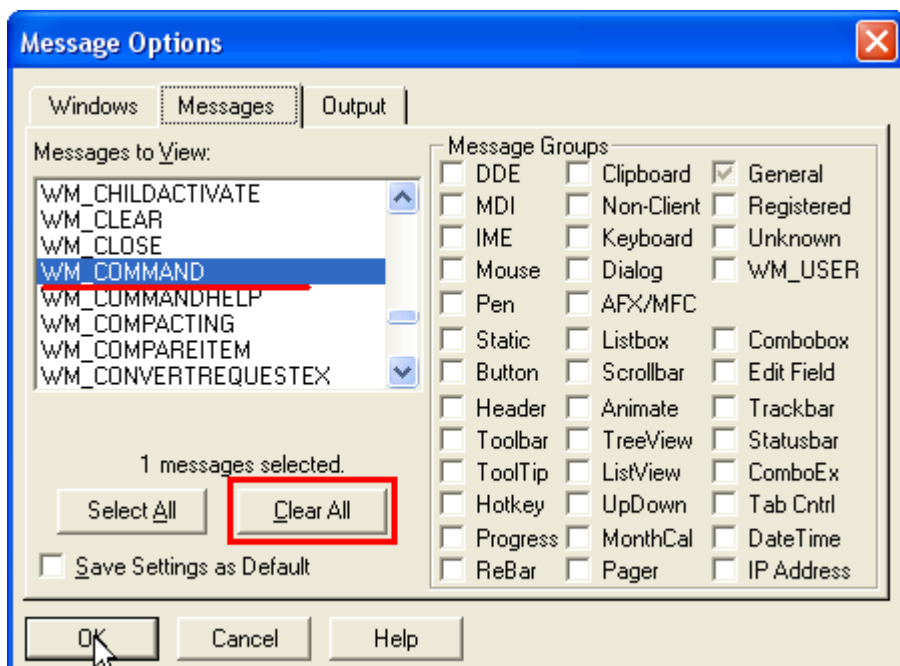 Message Options
Windows Messages Output
Messages to View:
WM_CHILDACTIVATE
WM_CLEAR
WM_CLOSE
WM_COMMAND
WM_COMMANDHELP
WM_COMPACTING
WM_COMPAREITEM
WM_CONVERTREQUESTEX
1 messages selected.
Select All Clear All
Save Settings as Default
Message Groups
DDE Clipboard General
MDI Non-Client Registered
IME Keyboard Unknown
Mouse Dialog WM_USER
Pen AFX/MFC
Static Listbox Combobox
Button Scrollbar Edit Field
Header Animate Trackbar
Toolbar TreeView Statusbar
ToolTip ListView ComboEx
Hotkey UpDown Tab Cntrl
Progress MonthCal DateTime
ReBar Pager IP Address
OK Cancel Help